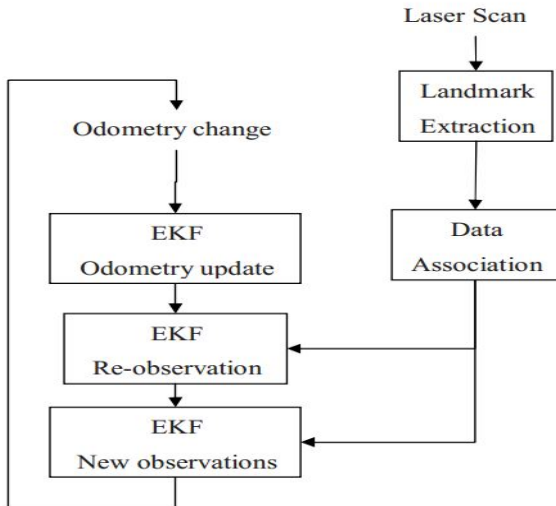 Laser Scan
Landmark
Extraction
Odometry change
EKF
Odometry update
Data
Association
EKF
Re-observation
EKF
New observations